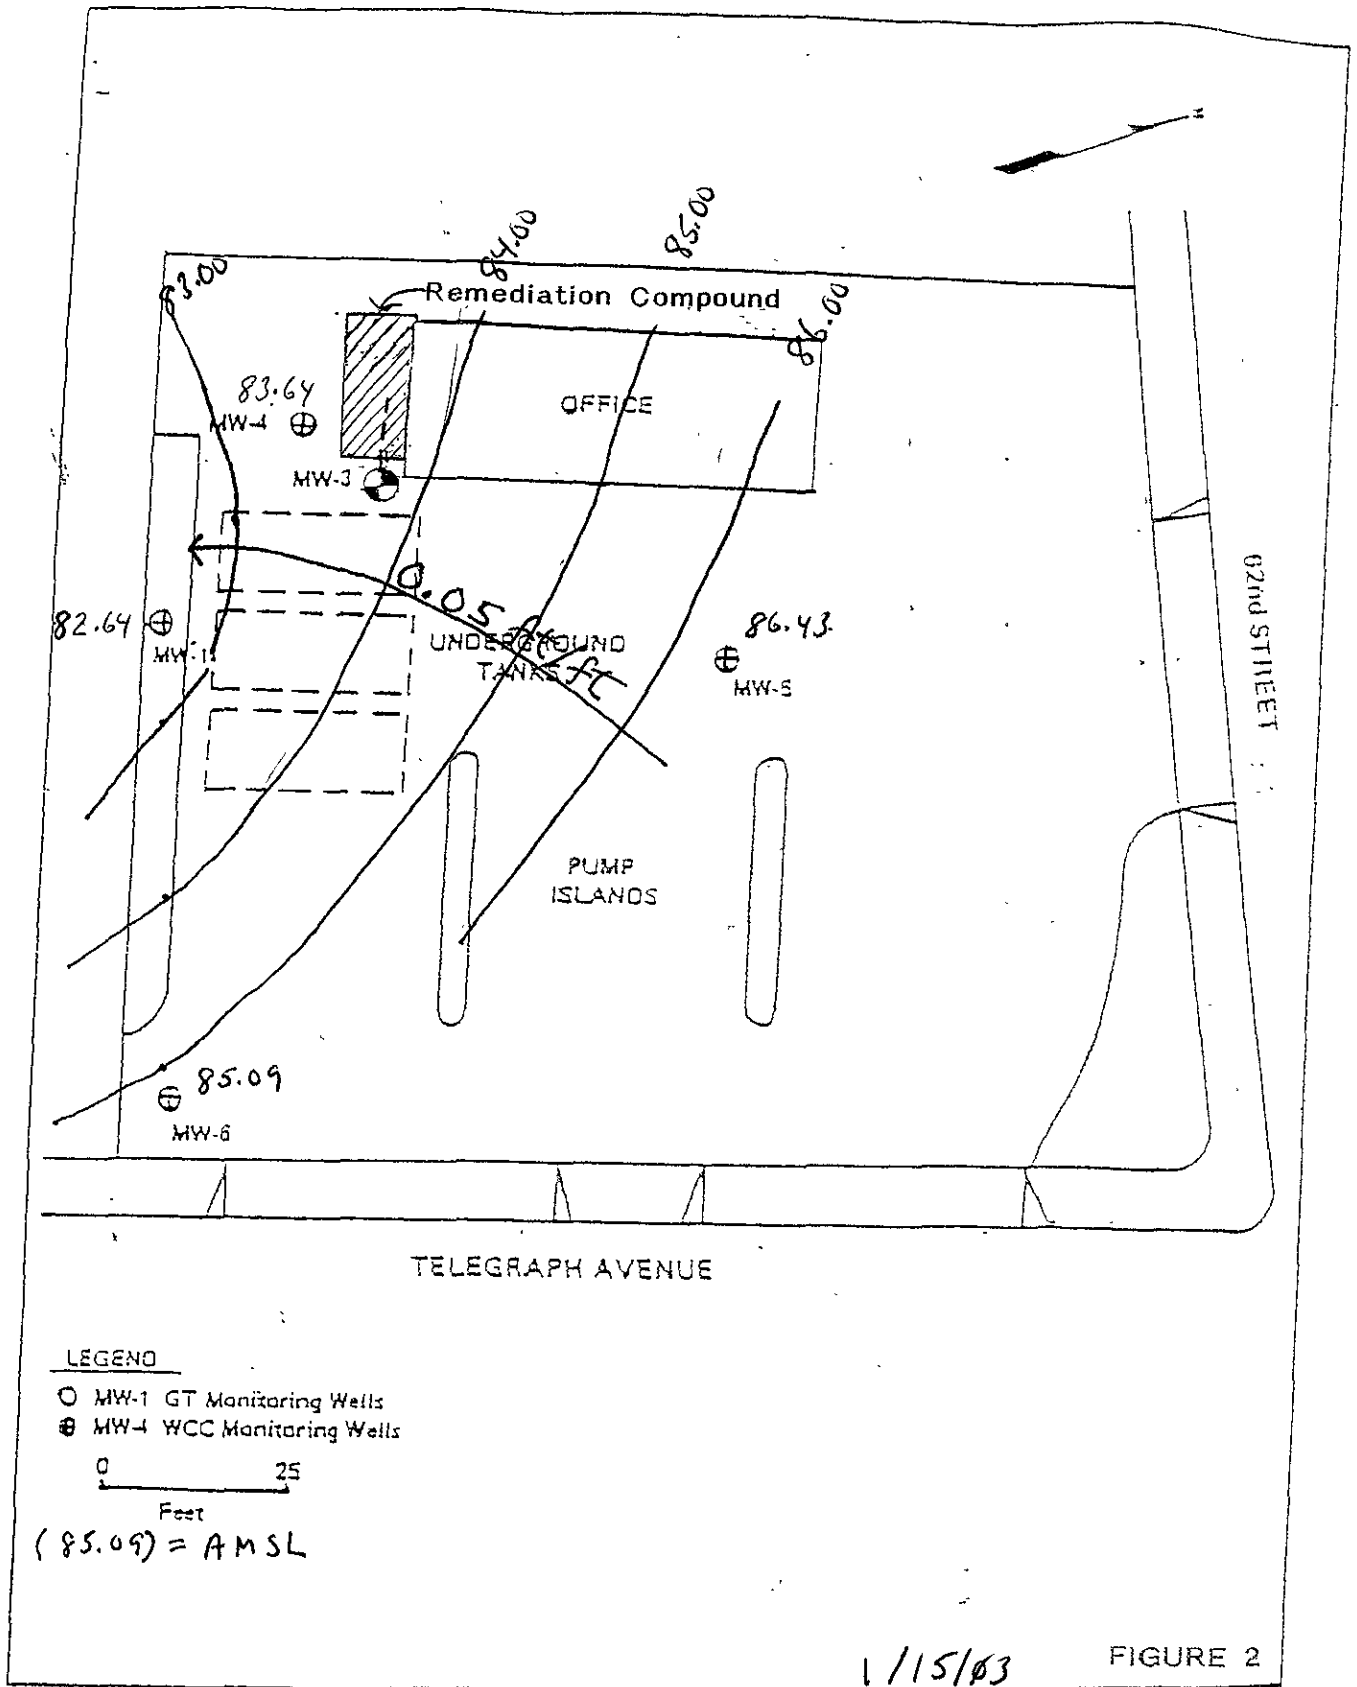 84.00
85.00
83.00
Remediation Compound
86.00
83.64
MW-4
OFFICE
MW-3
82.64
MW-1
0.05 ft/ft
UNDERGROUND
TANKS
86.43
MW-5
62nd STREET
PUMP
ISLANDS
85.09
MW-6
TELEGRAPH AVENUE
LEGEND
MW-1 GT Monitoring Wells
MW-4 WCC Monitoring Wells
0 25
Feet
(85.09) = AMSL
1/15/03
FIGURE 2